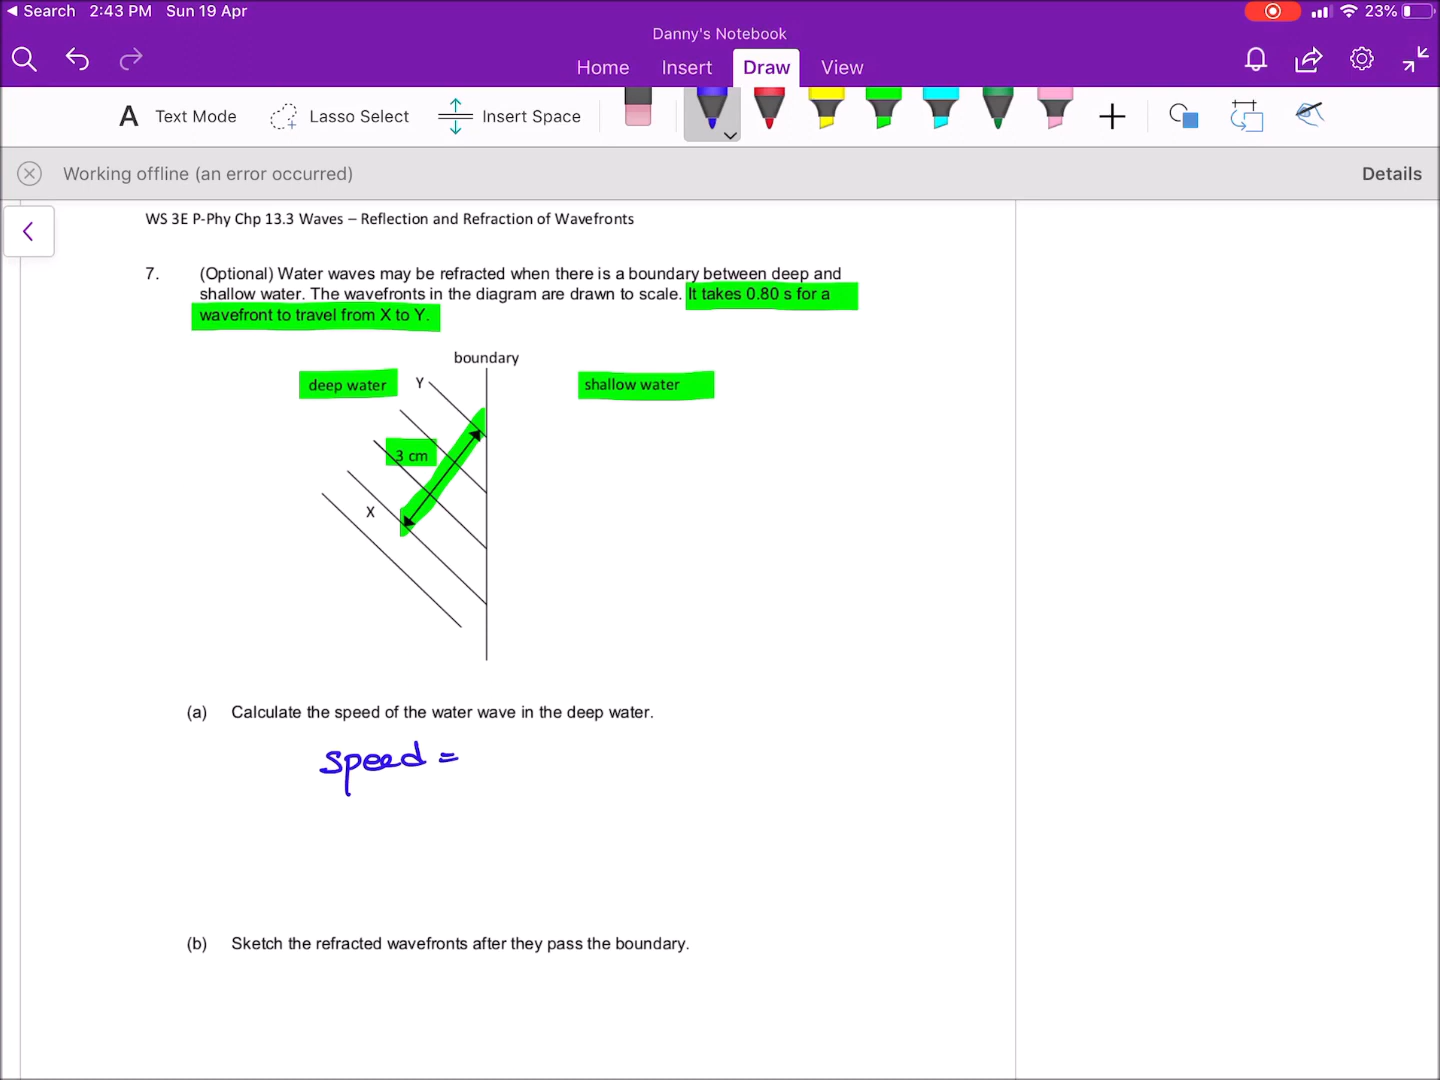 Search 2:43 PM Sun 19 Apr 23%
Danny's Notebook
Home Insert Draw View
A Text Mode Lasso Select Insert Space
Working offline (an error occurred) Details
WS 3E P-Phy Chp 13.3 Waves – Reflection and Refraction of Wavefronts
7. (Optional) Water waves may be refracted when there is a boundary between deep and
shallow water. The wavefronts in the diagram are drawn to scale. It takes 0.80 s for a
wavefront to travel from X to Y.
boundary
deep water Y shallow water
3 cm
X
(a) Calculate the speed of the water wave in the deep water.
speed =
(b) Sketch the refracted wavefronts after they pass the boundary.